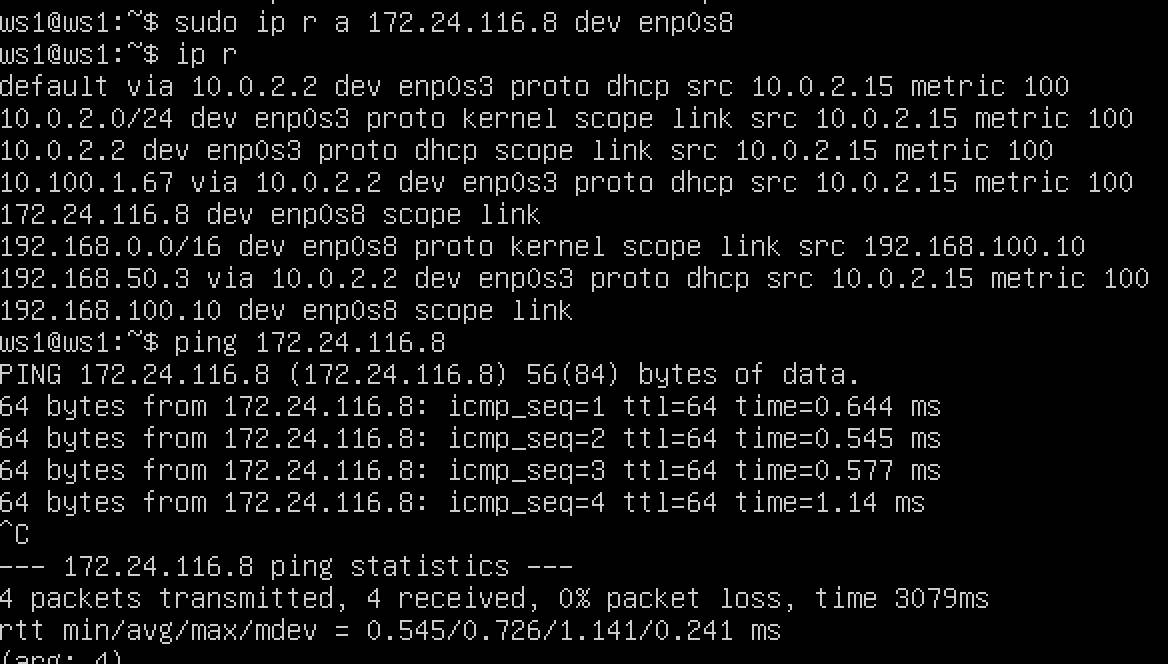 ws1@ws1:~$ sudo ip r a 172.24.116.8 dev enp0s8
ws1@ws1:~$ ip r
default via 10.0.2.2 dev enp0s3 proto dhcp src 10.0.2.15 metric 100
10.0.2.0/24 dev enp0s3 proto kernel scope link src 10.0.2.15 metric 100
10.0.2.2 dev enp0s3 proto dhcp scope link src 10.0.2.15 metric 100
10.100.1.67 via 10.0.2.2 dev enp0s3 proto dhcp src 10.0.2.15 metric 100
172.24.116.8 dev enp0s8 scope link
192.168.0.0/16 dev enp0s8 proto kernel scope link src 192.168.100.10
192.168.50.3 via 10.0.2.2 dev enp0s3 proto dhcp src 10.0.2.15 metric 100
192.168.100.10 dev enp0s8 scope link
ws1@ws1:~$ ping 172.24.116.8
PING 172.24.116.8 (172.24.116.8) 56(84) bytes of data.
64 bytes from 172.24.116.8: icmp_seq=1 ttl=64 time=0.644 ms
64 bytes from 172.24.116.8: icmp_seq=2 ttl=64 time=0.545 ms
64 bytes from 172.24.116.8: icmp_seq=3 ttl=64 time=0.577 ms
64 bytes from 172.24.116.8: icmp_seq=4 ttl=64 time=1.14 ms
^C
--- 172.24.116.8 ping statistics ---
4 packets transmitted, 4 received, 0% packet loss, time 3079ms
rtt min/avg/max/mdev = 0.545/0.726/1.141/0.241 ms
(arg: 4)